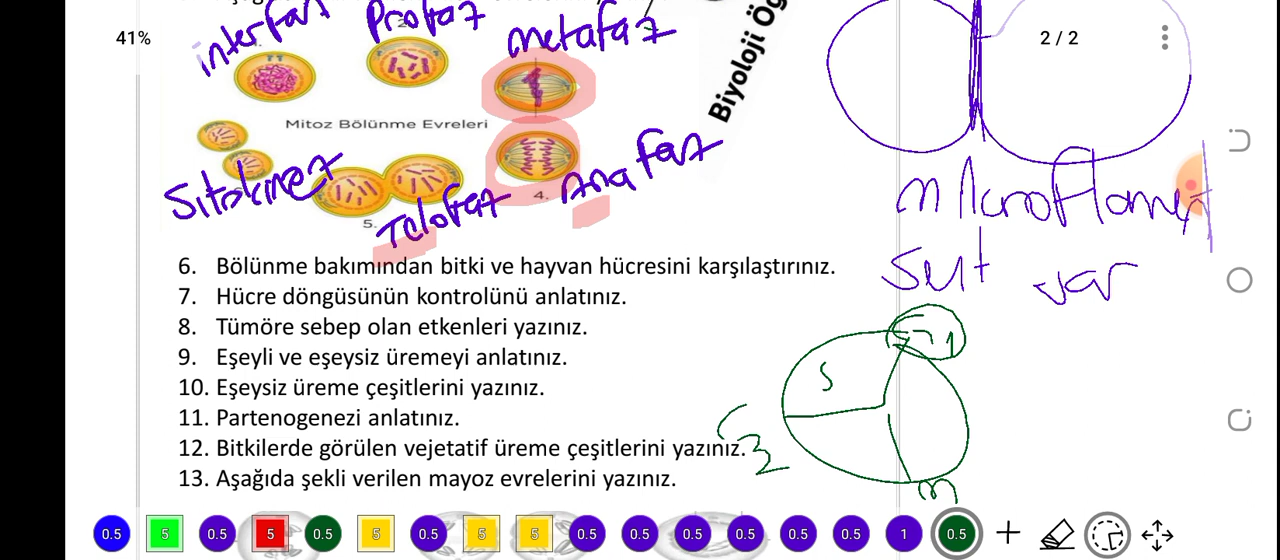 41%
2 / 2
interfaz
Profaz
metafaz
Biyoloji Öğ
Mitoz Bölünme Evreleri
Sitokinez
Telofaz
Anafaz
4.
5.
var
S
G1
G2
m
6. Bölünme bakımından bitki ve hayvan hücresini karşılaştırınız.
7. Hücre döngüsünün kontrolünü anlatınız.
8. Tümöre sebep olan etkenleri yazınız.
9. Eşeyli ve eşeysiz üremeyi anlatınız.
10. Eşeysiz üreme çeşitlerini yazınız.
11. Partenogenezi anlatınız.
12. Bitkilerde görülen vejetatif üreme çeşitlerini yazınız.
13. Aşağıda şekli verilen mayoz evrelerini yazınız.
0.5 5 0.5 5 0.5 5 0.5 5 5 0.5 0.5 0.5 0.5 0.5 0.5 1 0.5